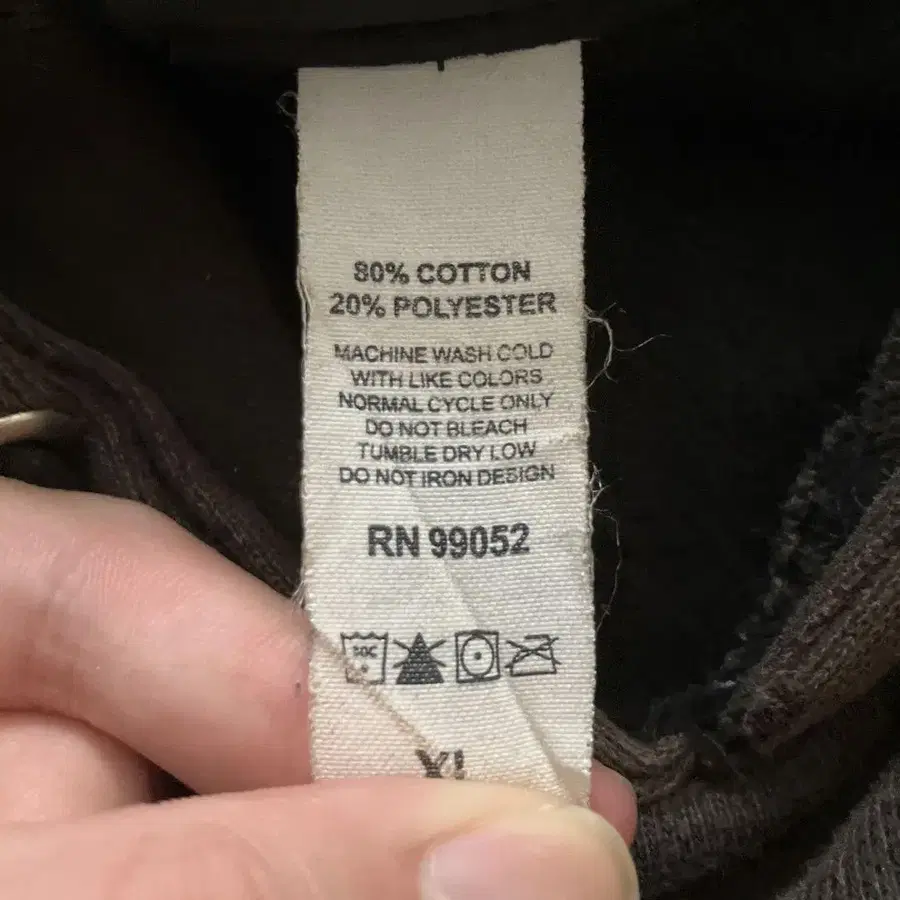 80% COTTON
20% POLYESTER
MACHINE WASH COLD
WITH LIKE COLORS
NORMAL CYCLE ONLY
DO NOT BLEACH
TUMBLE DRY LOW
DO NOT IRON DESIGN
RN 99052